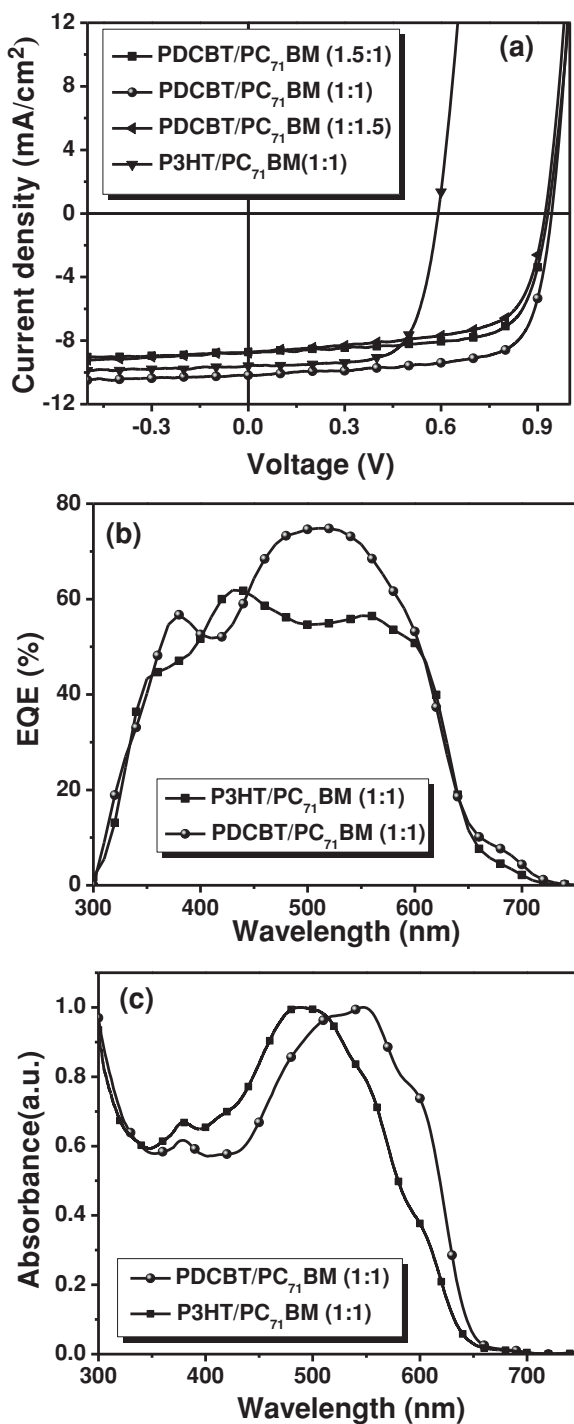 (a)
PDCBT/PC71BM (1.5:1)
PDCBT/PC71BM (1:1)
PDCBT/PC71BM (1:1.5)
P3HT/PC71BM(1:1)
Current density (mA/cm2)
12
8
4
0
-4
-8
-12
-0.3 0.0 0.3 0.6 0.9
Voltage (V)
(b)
EQE (%)
80
60
40
20
0
P3HT/PC71BM (1:1)
PDCBT/PC71BM (1:1)
300 400 500 600 700
Wavelength (nm)
(c)
Absorbance(a.u.)
1.0
0.8
0.6
0.4
0.2
0.0
PDCBT/PC71BM (1:1)
P3HT/PC71BM (1:1)
300 400 500 600 700
Wavelength (nm)